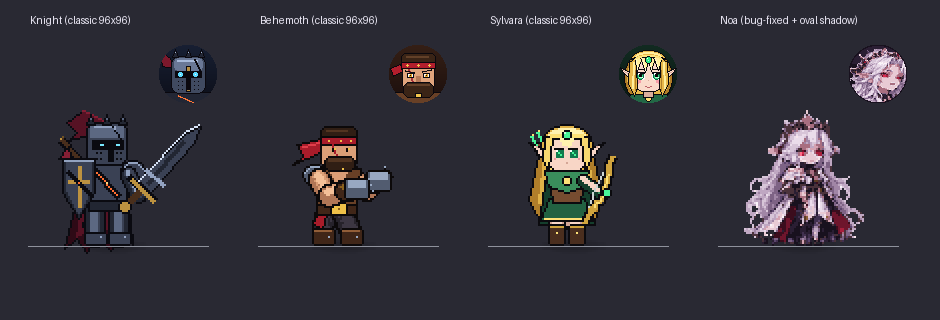 Knight (classic 96x96)
Behemoth (classic 96x96)
Sylvara (classic 96x96)
Noa (bug-fixed + oval shadow)